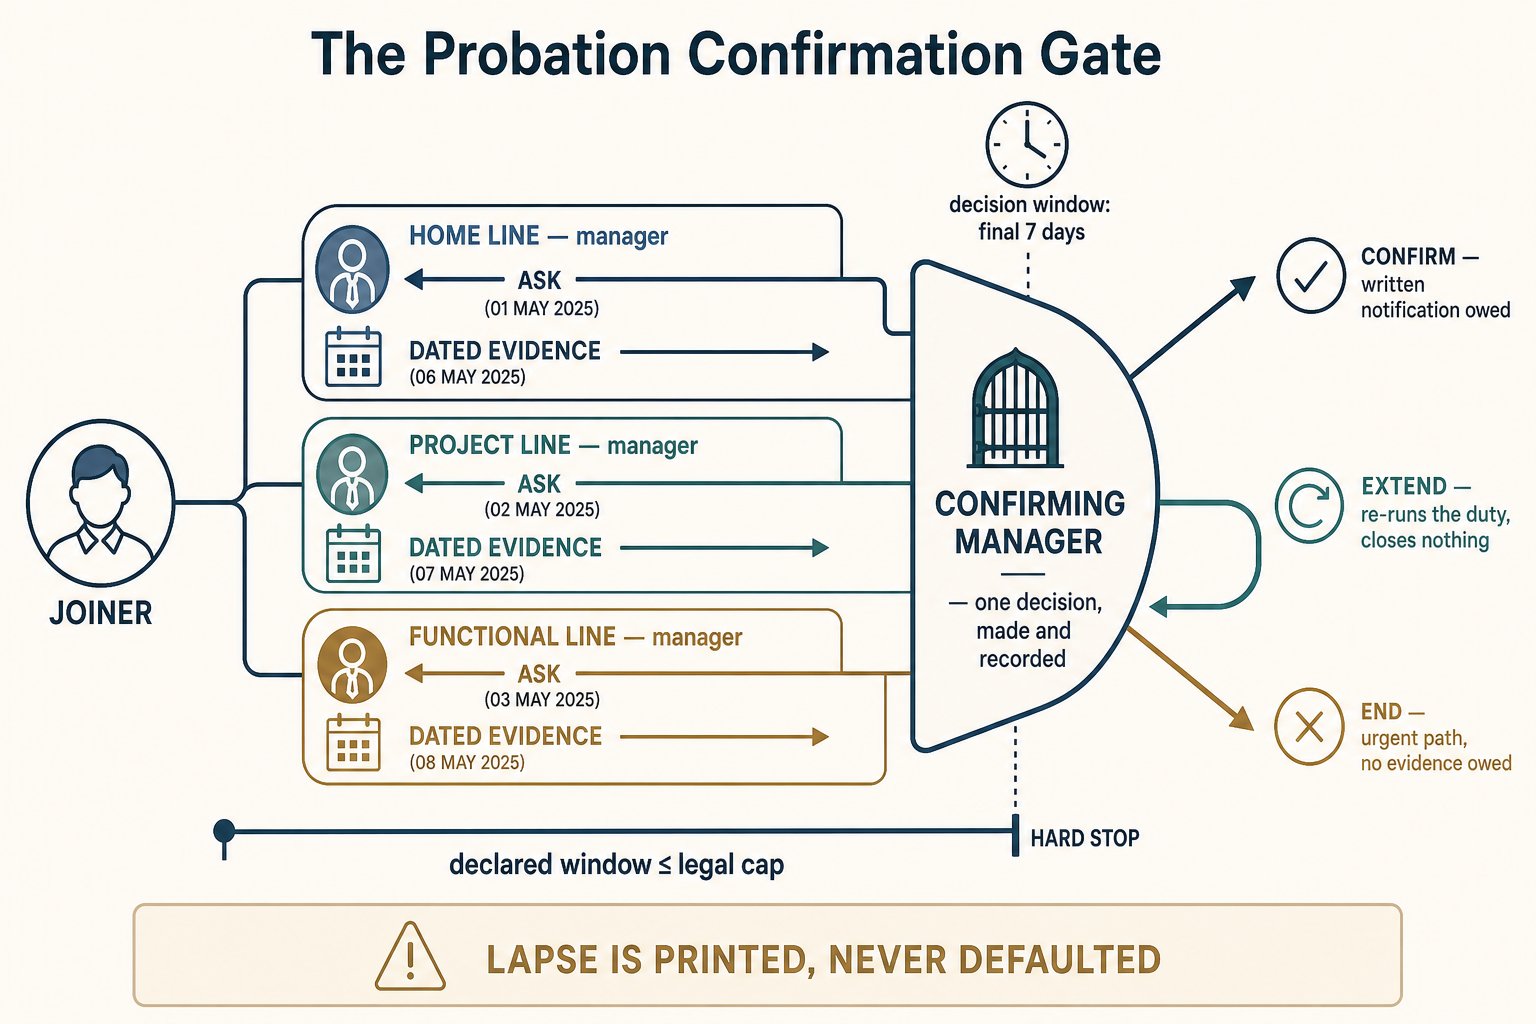 The Probation Confirmation Gate
decision window:
final 7 days
HOME LINE — manager
ASK
(01 MAY 2025)
DATED EVIDENCE
(06 MAY 2025)
PROJECT LINE — manager
ASK
(02 MAY 2025)
DATED EVIDENCE
(07 MAY 2025)
FUNCTIONAL LINE — manager
ASK
(03 MAY 2025)
DATED EVIDENCE
(08 MAY 2025)
JOINER
CONFIRMING
MANAGER
— one decision,
made and
recorded
CONFIRM —
written
notification owed
EXTEND —
re-runs the duty,
closes nothing
END —
urgent path,
no evidence owed
HARD STOP
declared window ≤ legal cap
LAPSE IS PRINTED, NEVER DEFAULTED